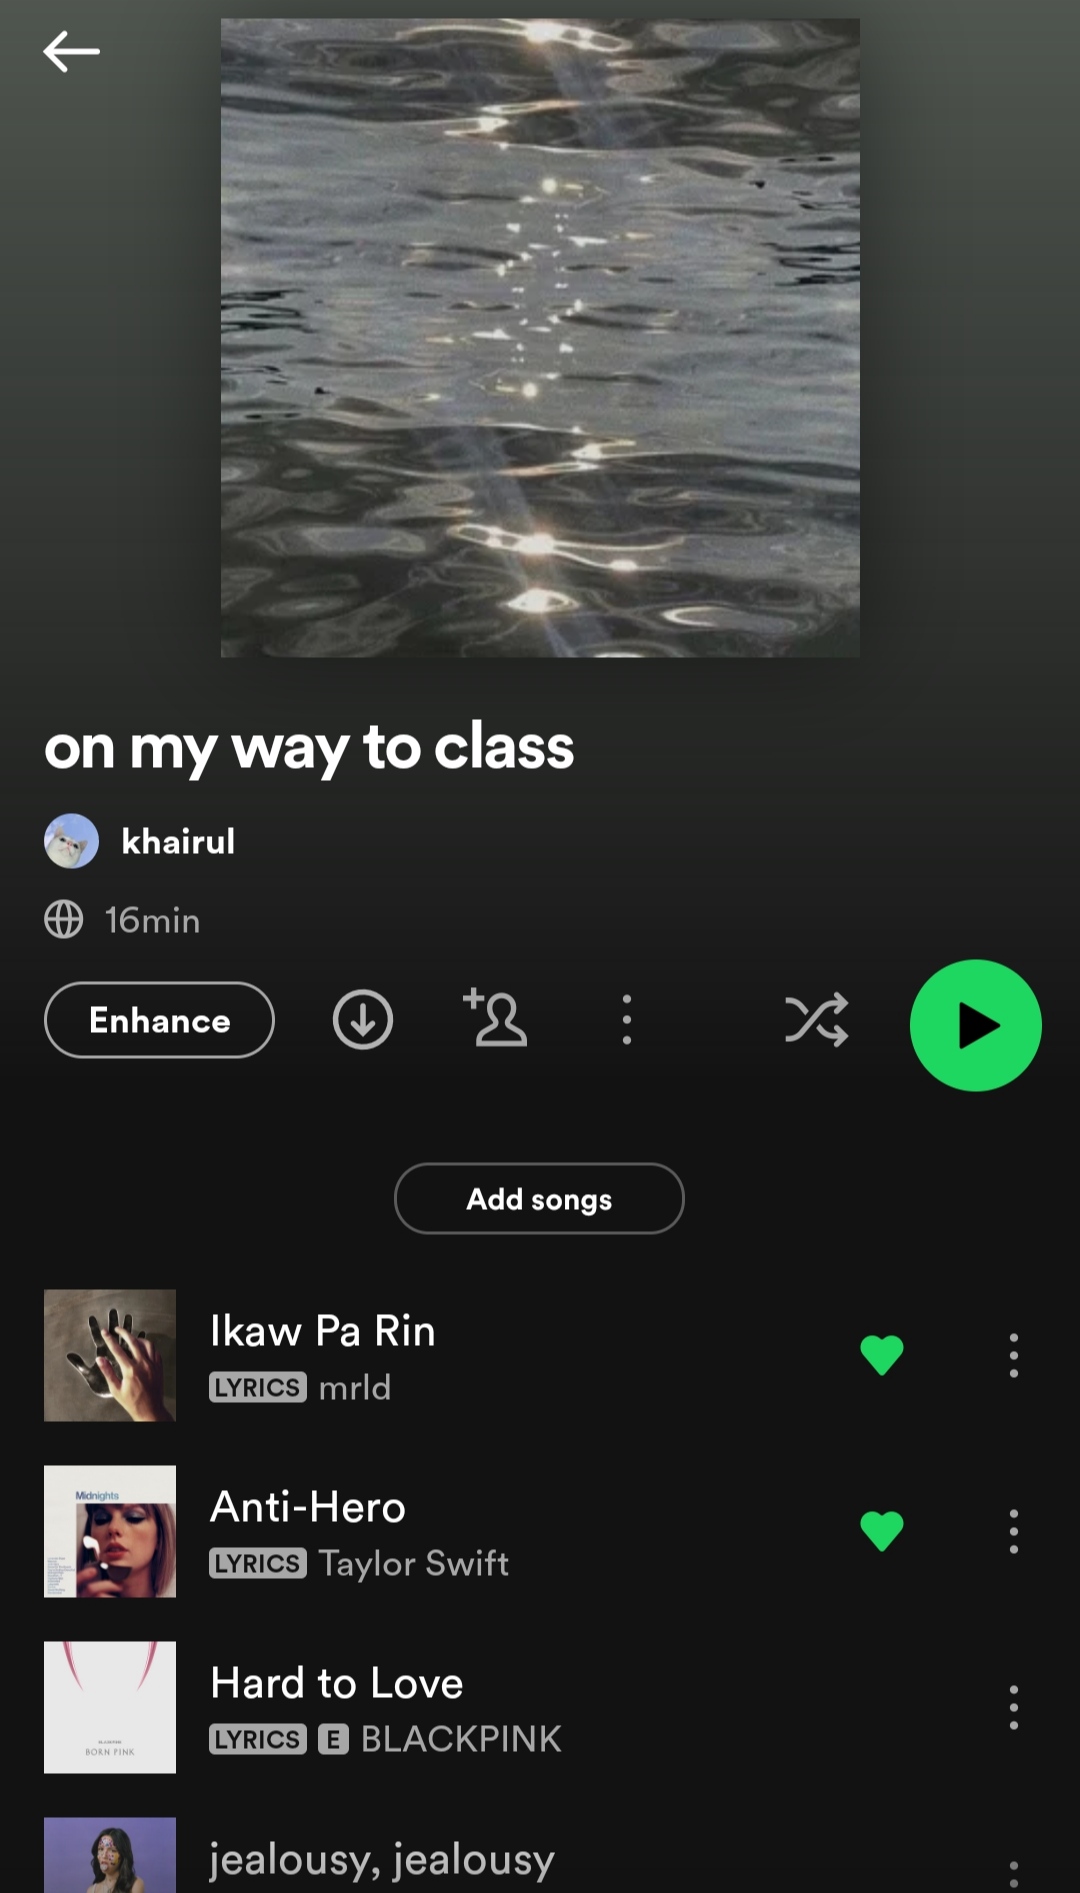 on my way to class
khairul
16min
Enhance
Add songs
Ikaw Pa Rin
LYRICS mrld
Midnights
Anti-Hero
LYRICS Taylor Swift
Hard to Love
LYRICS E BLACKPINK
BORN PINK
jealousy, jealousy